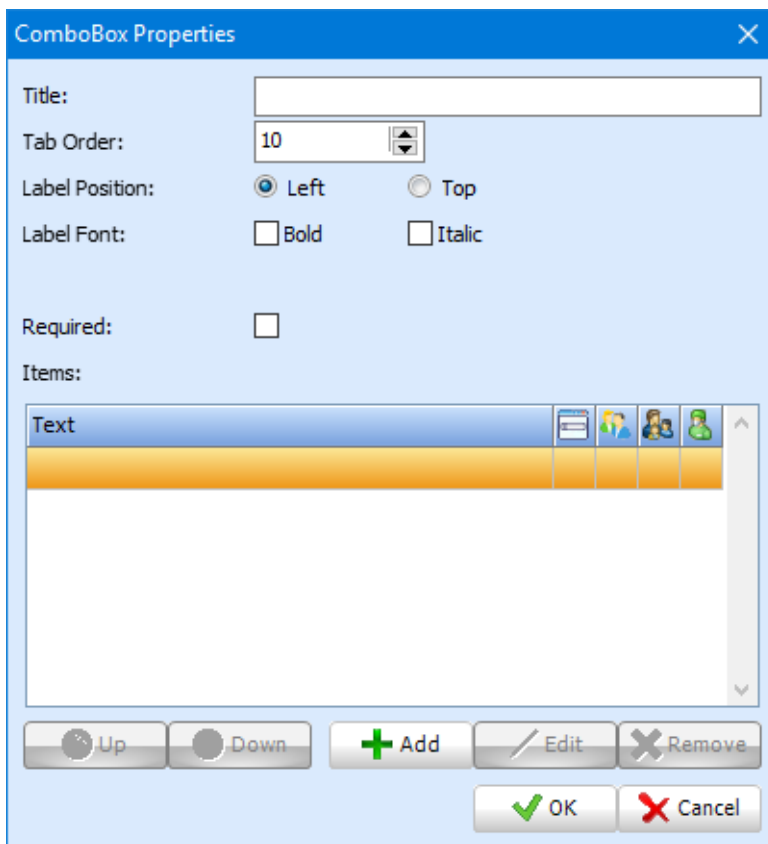 ComboBox Properties
Title:
Tab Order: 10
Label Position: Left Top
Label Font: Bold Italic
Required:
Items:
Text
Up Down Add Edit Remove
OK Cancel